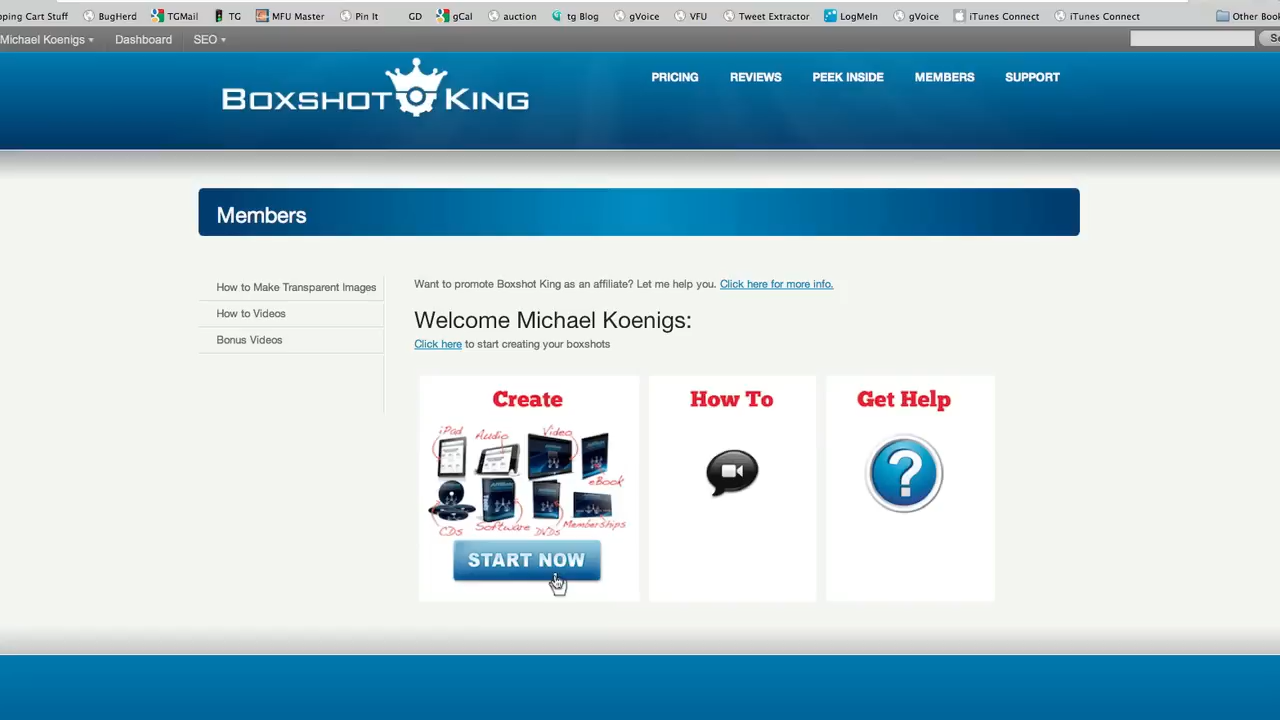 pping Cart Stuff BugHerd TGMail TG MFU Master Pin It GD gCal auction tg Blog gVoice VFU Tweet Extractor LogMeIn gVoice iTunes Connect iTunes Connect Other Book
Michael Koenigs Dashboard SEO Se
BOXSHOT KING
PRICING REVIEWS PEEK INSIDE MEMBERS SUPPORT
Members
How to Make Transparent Images
How to Videos
Bonus Videos
Want to promote Boxshot King as an affiliate? Let me help you. Click here for more info.
Welcome Michael Koenigs:
Click here to start creating your boxshots
Create
iPad Audio Video
eBook
CDs Software DVDs Memberships
START NOW
How To
Get Help
?